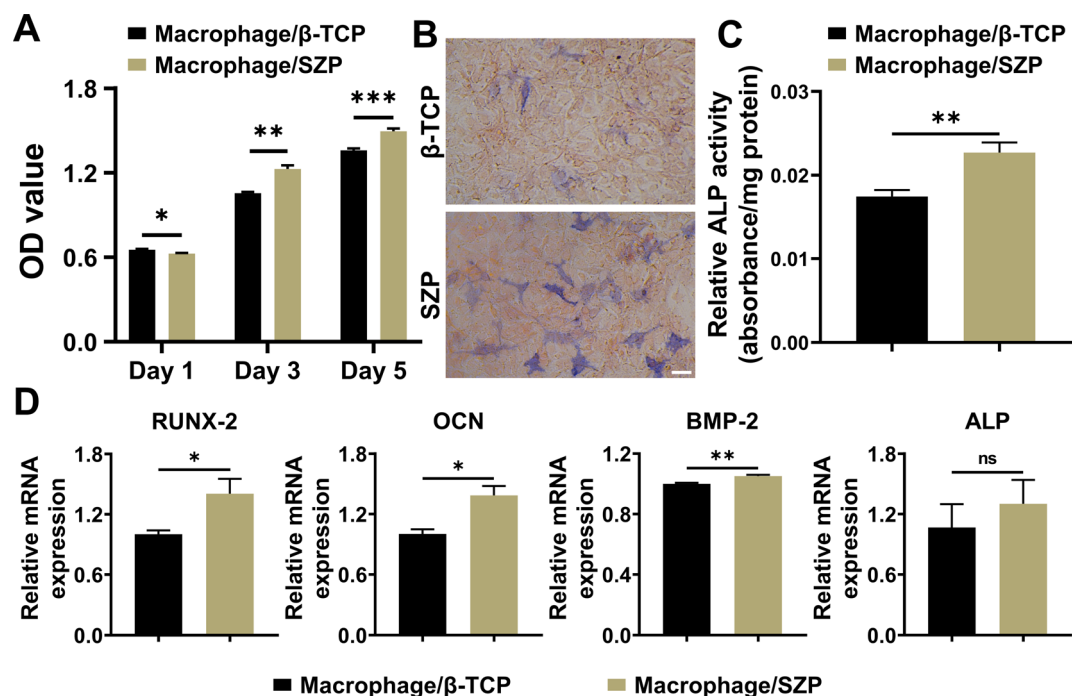 A
Macrophage/β-TCP
Macrophage/SZP
OD value
1.8
1.2
0.6
0.0
*
**
***
Day 1
Day 3
Day 5
B
β-TCP
SZP
C
Macrophage/β-TCP
Macrophage/SZP
Relative ALP activity
(absorbance/mg protein)
0.03
0.02
0.01
0.00
**
D
RUNX-2
Relative mRNA
expression
1.8
1.2
0.6
0.0
*
OCN
Relative mRNA
expression
1.8
1.2
0.6
0.0
*
BMP-2
Relative mRNA
expression
1.2
0.8
0.4
0.0
**
ALP
Relative mRNA
expression
1.8
1.2
0.6
0.0
ns
Macrophage/β-TCP
Macrophage/SZP